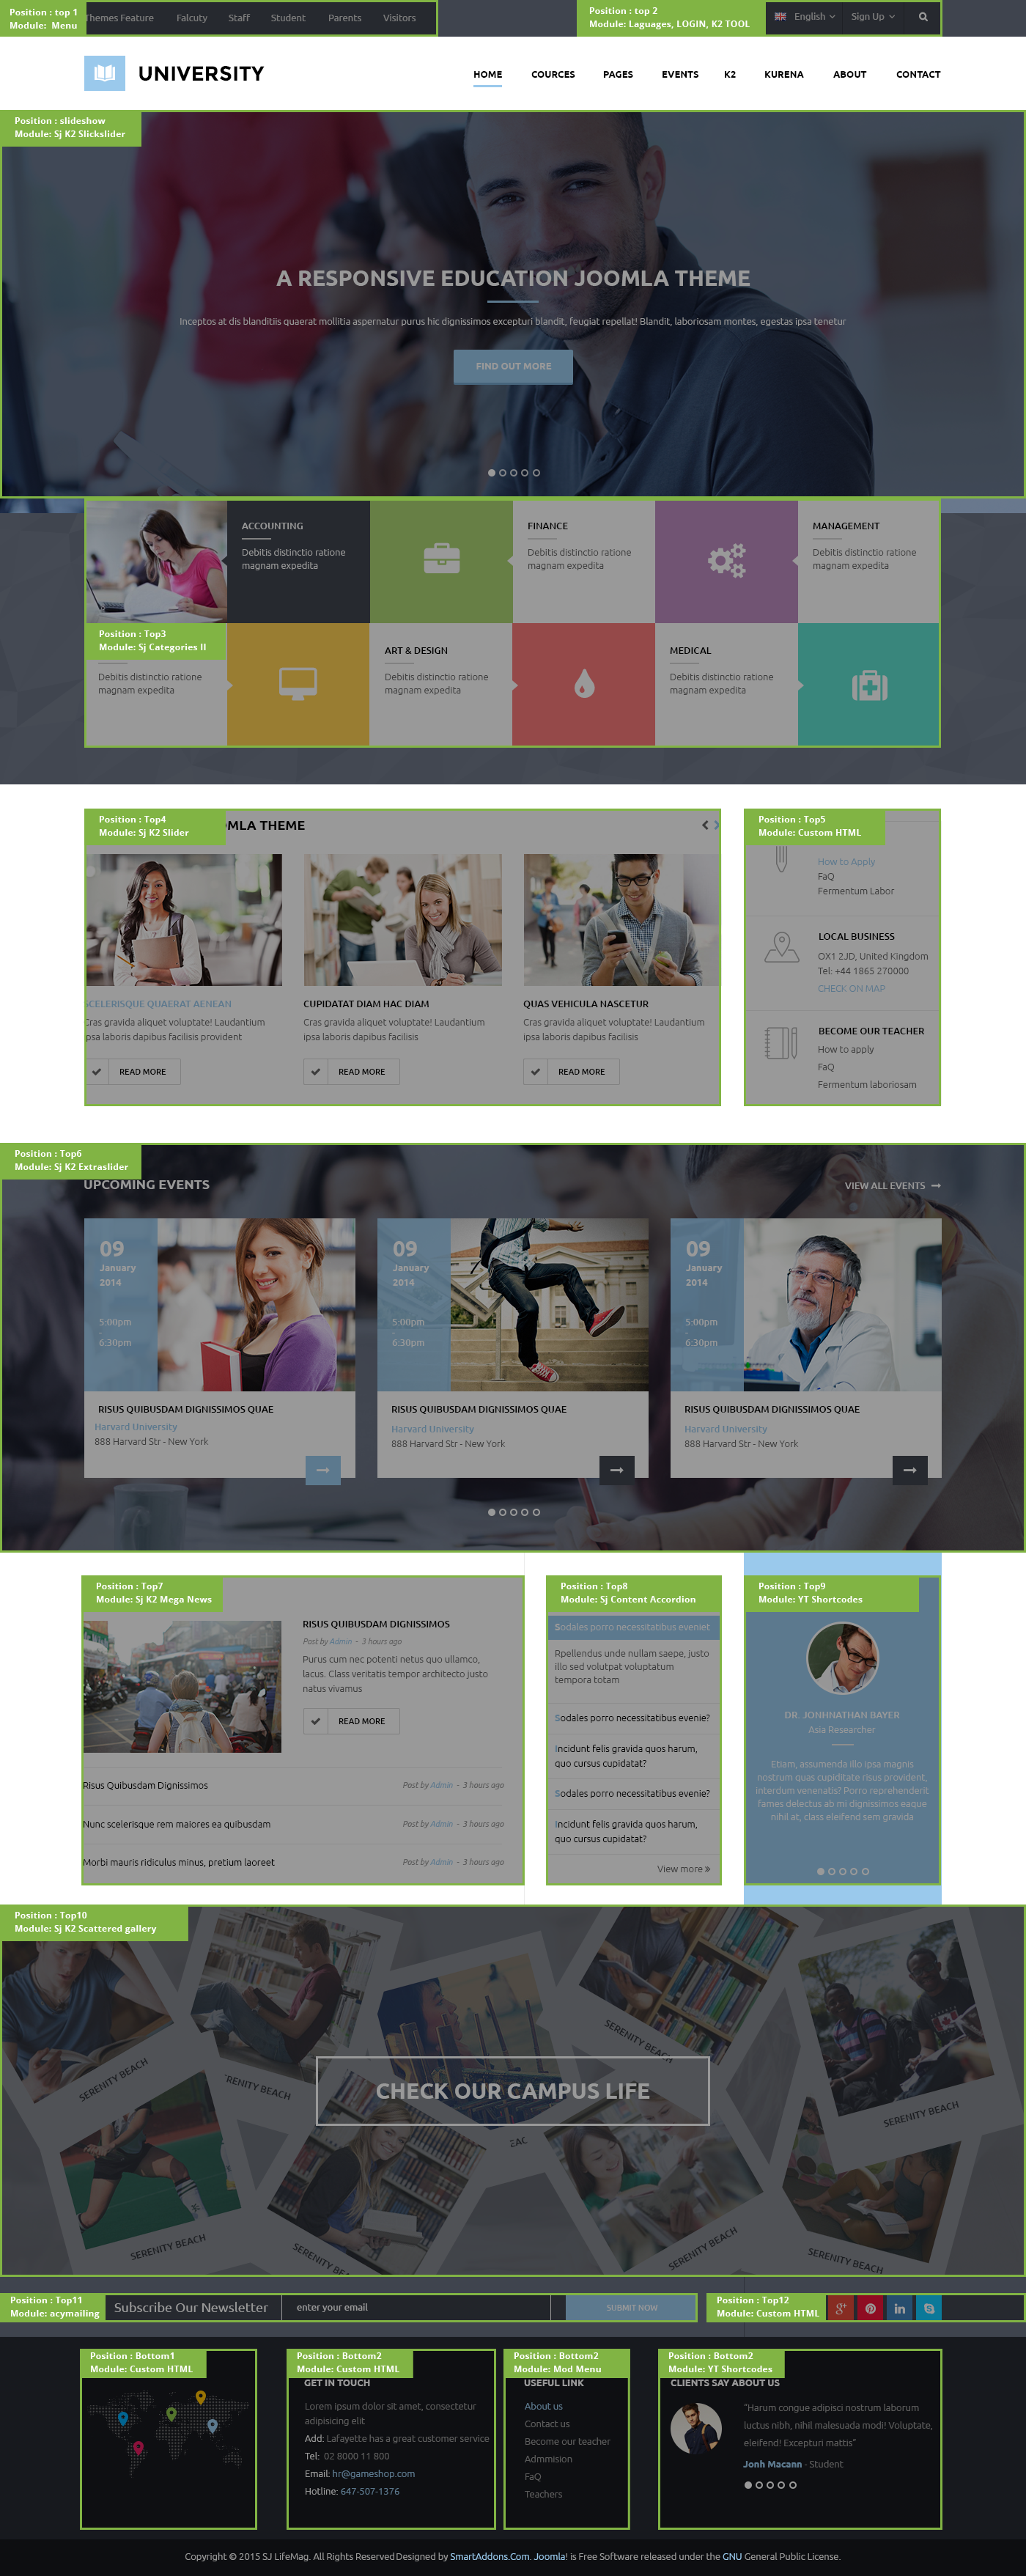 Position : top 1
Module: Menu
Themes Feature Falcuty Staff Student Parents Visitors
Position : top 2
Module: Laguages, LOGIN, K2 TOOL
English Sign Up
UNIVERSITY
HOME COURCES PAGES EVENTS K2 KURENA ABOUT CONTACT
Position : slideshow
Module: Sj K2 Slickslider
A RESPONSIVE EDUCATION JOOMLA THEME
Inceptos at dis blanditiis quaerat mollitia aspernatur purus hic dignissimos excepturi blandit, feugiat repellat! Blandit, laboriosam montes, egestas ipsa tenetur
FIND OUT MORE
ACCOUNTING
Debitis distinctio ratione
magnam expedita
FINANCE
Debitis distinctio ratione
magnam expedita
MANAGEMENT
Debitis distinctio ratione
magnam expedita
Position : Top3
Module: Sj Categories II
Debitis distinctio ratione
magnam expedita
ART & DESIGN
Debitis distinctio ratione
magnam expedita
MEDICAL
Debitis distinctio ratione
magnam expedita
Position : Top4
Module: Sj K2 Slider
OMLA THEME
SCELERISQUE QUAERAT AENEAN
Cras gravida aliquet voluptate! Laudantium
ipsa laboris dapibus facilisis provident
READ MORE
CUPIDATAT DIAM HAC DIAM
Cras gravida aliquet voluptate! Laudantium
ipsa laboris dapibus facilisis
READ MORE
QUAS VEHICULA NASCETUR
Cras gravida aliquet voluptate! Laudantium
ipsa laboris dapibus facilisis
READ MORE
Position : Top5
Module: Custom HTML
How to Apply
FaQ
Fermentum Labor
LOCAL BUSINESS
OX1 2JD, United Kingdom
Tel: +44 1865 270000
CHECK ON MAP
BECOME OUR TEACHER
How to apply
FaQ
Fermentum laboriosam
Position : Top6
Module: Sj K2 Extraslider
UPCOMING EVENTS
VIEW ALL EVENTS
09
January
2014
5:00pm
-
6:30pm
RISUS QUIBUSDAM DIGNISSIMOS QUAE
Harvard University
888 Harvard Str - New York
09
January
2014
5:00pm
-
6:30pm
RISUS QUIBUSDAM DIGNISSIMOS QUAE
Harvard University
888 Harvard Str - New York
09
January
2014
5:00pm
-
6:30pm
RISUS QUIBUSDAM DIGNISSIMOS QUAE
Harvard University
888 Harvard Str - New York
Position : Top7
Module: Sj K2 Mega News
RISUS QUIBUSDAM DIGNISSIMOS
Post by Admin - 3 hours ago
Purus cum nec potenti netus quo ullamco,
lacus. Class veritatis tempor architecto justo
natus vivamus
READ MORE
Risus Quibusdam Dignissimos Post by Admin - 3 hours ago
Nunc scelerisque rem maiores ea quibusdam Post by Admin - 3 hours ago
Morbi mauris ridiculus minus, pretium laoreet Post by Admin - 3 hours ago
Position : Top8
Module: Sj Content Accordion
Sodales porro necessitatibus eveniet
Rpellendus unde nullam saepe, justo
illo sed volutpat voluptatum
tempora totam
Sodales porro necessitatibus evenie?
Incidunt felis gravida quos harum,
quo cursus cupidatat?
Sodales porro necessitatibus evenie?
Incidunt felis gravida quos harum,
quo cursus cupidatat?
View more »
Position : Top9
Module: YT Shortcodes
DR. JONHNATHAN BAYER
Asia Researcher
Etiam, assumenda illo ipsa magnis
nostrum quas cupiditate risus provident,
interdum venenatis? Porro reprehenderit
fames delectus ab mi dignissimos eaque
nihil at, class eleifend sem gravida
Position : Top10
Module: Sj K2 Scattered gallery
SERENITY BEACH
RENITY BEACH
SERENITY BEACH
SERENITY BEACH
CHECK OUR CAMPUS LIFE
EAC
SERENITY BEACH
SERENITY BEACH
SERENITY BEACH
SERENITY BEACH
Position : Top11
Module: acymailing
Subscribe Our Newsletter
enter your email
SUBMIT NOW
Position : Top12
Module: Custom HTML
Position : Bottom1
Module: Custom HTML
Position : Bottom2
Module: Custom HTML
GET IN TOUCH
Lorem ipsum dolor sit amet, consectetur
adipisicing elit
Add: Lafayette has a great customer service
Tel: 02 8000 11 800
Email: hr@gameshop.com
Hotline: 647-507-1376
Position : Bottom2
Module: Mod Menu
USEFUL LINK
About us
Contact us
Become our teacher
Admmision
FaQ
Teachers
Position : Bottom2
Module: YT Shortcodes
CLIENTS SAY ABOUT US
"Harum congue adipisci nostrum laborum
luctus nibh, nihil malesuada modi! Voluptate,
eleifend! Excepturi mattis"
Jonh Macann - Student
Copyright © 2015 SJ LifeMag. All Rights Reserved Designed by SmartAddons.Com. Joomla! is Free Software released under the GNU General Public License.